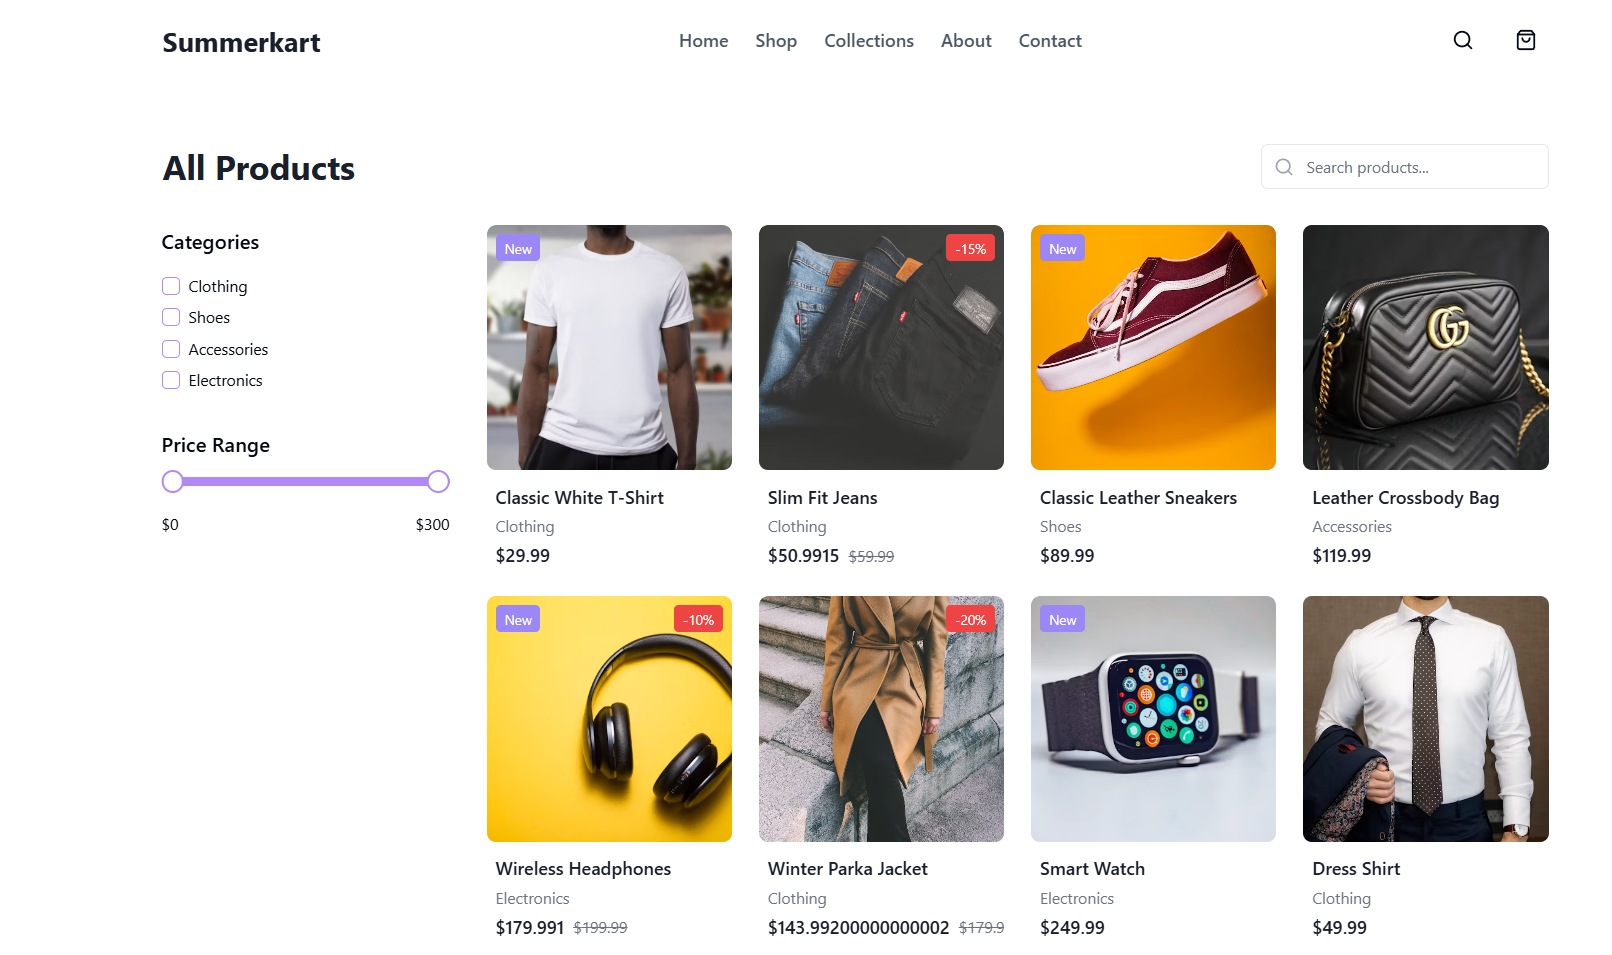 Summerkart
Home Shop Collections About Contact
All Products
Search products...
Categories
Clothing
Shoes
Accessories
Electronics
Price Range
$0 $300
New
-15%
New
Classic White T-Shirt
Clothing
$29.99
Slim Fit Jeans
Clothing
$50.9915 $59.99
Classic Leather Sneakers
Shoes
$89.99
Leather Crossbody Bag
Accessories
$119.99
New
-10%
-20%
New
Wireless Headphones
Electronics
$179.991 $199.99
Winter Parka Jacket
Clothing
$143.99200000000002 $179.9
Smart Watch
Electronics
$249.99
Dress Shirt
Clothing
$49.99